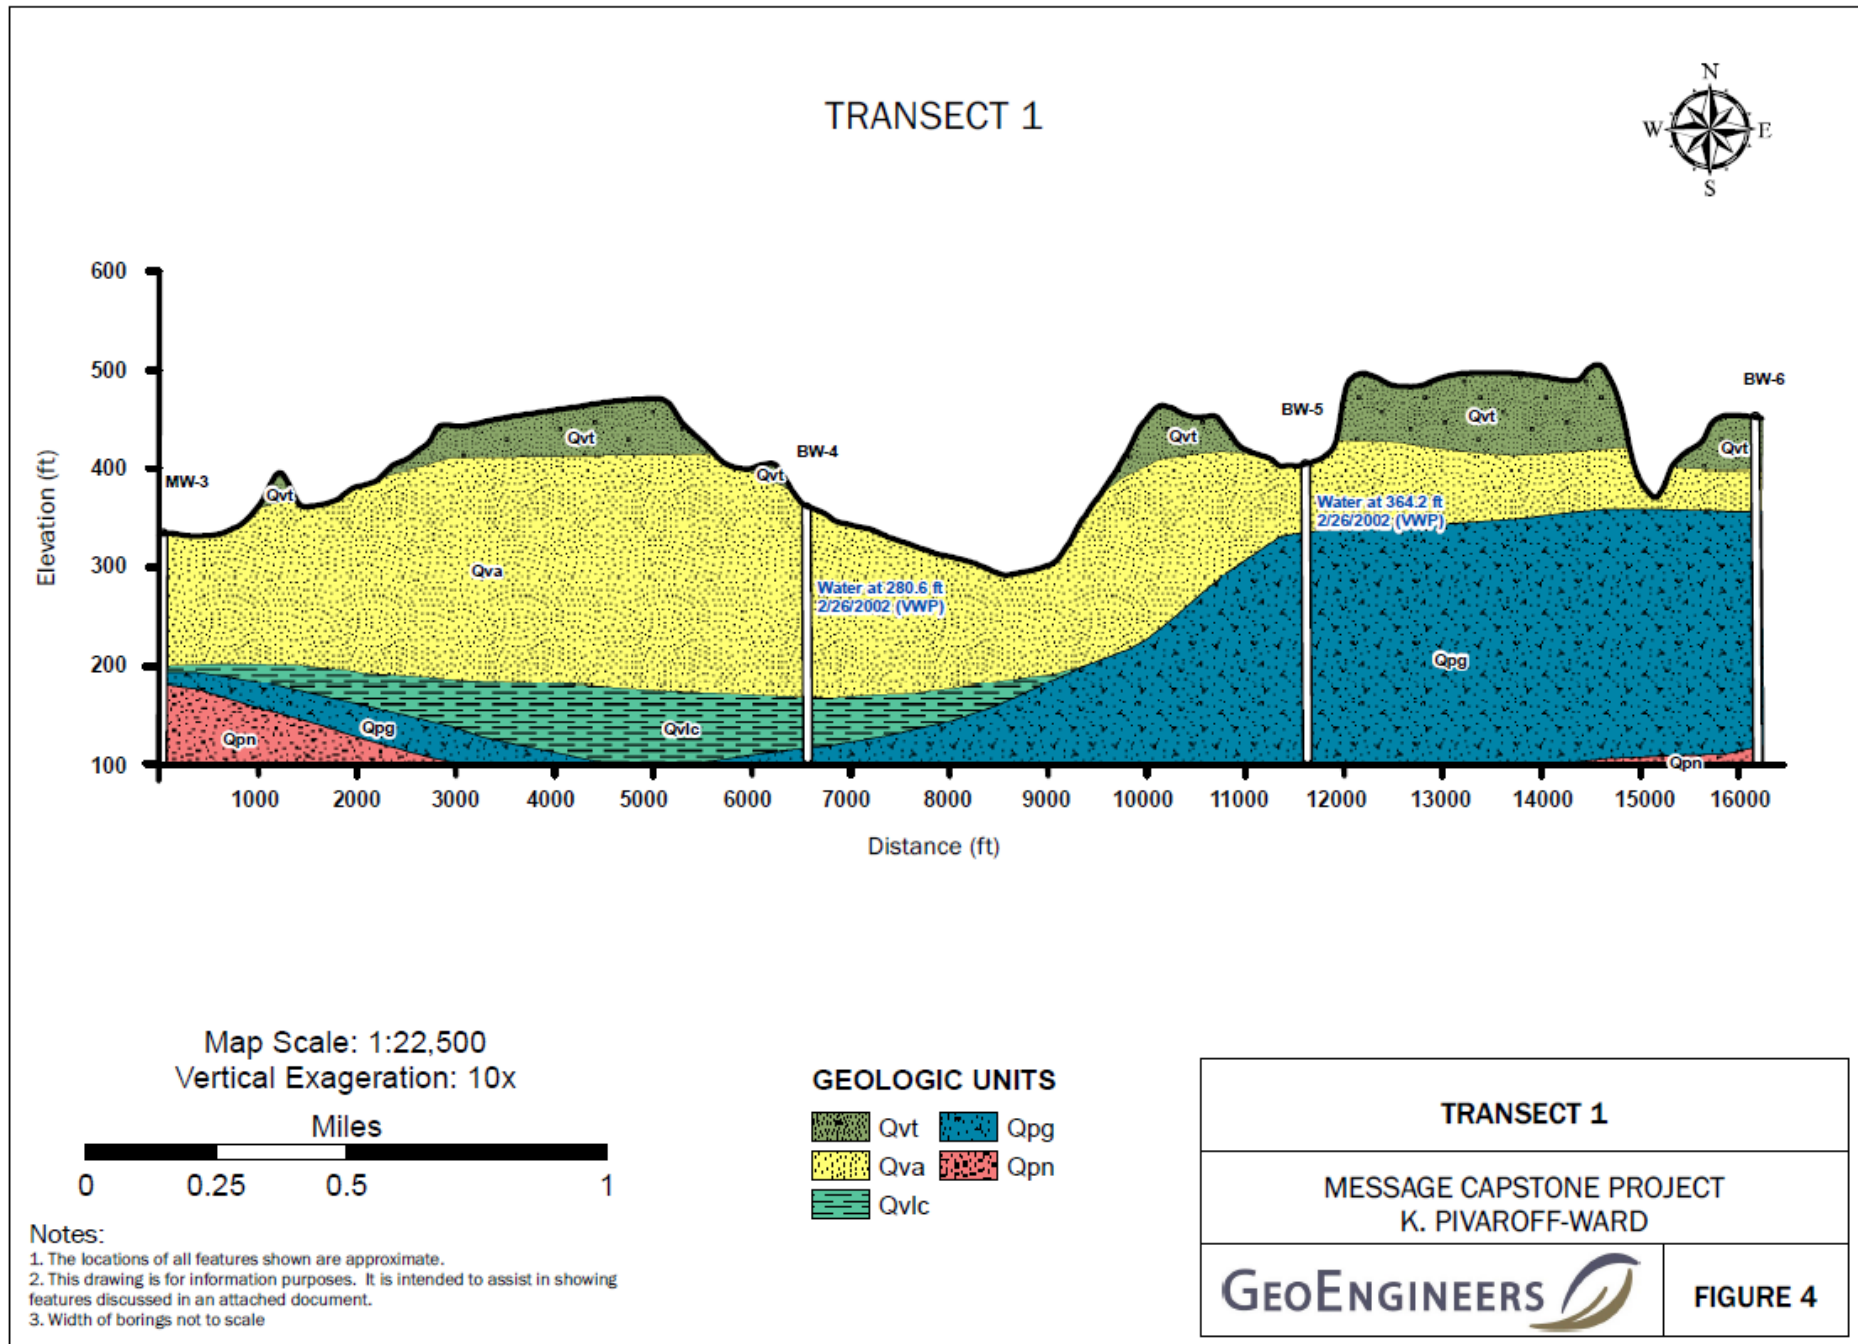 TRANSECT 1
N
W E
S
600
500
400
300
200
100
Elevation (ft)
MW-3
BW-4
BW-5
BW-6
Qvt
Qvt
Qvt
Qvt
Qvt
Qvt
Qva
Water at 364.2 ft
2/26/2002 (VWP)
Water at 280.6 ft
2/26/2002 (VWP)
Qpg
Qpg
Qvlc
Qpn
Qpn
1000 2000 3000 4000 5000 6000 7000 8000 9000 10000 11000 12000 13000 14000 15000 16000
Distance (ft)
Map Scale: 1:22,500
Vertical Exageration: 10x
Miles
0 0.25 0.5 1
Notes:
1. The locations of all features shown are approximate.
2. This drawing is for information purposes. It is intended to assist in showing
features discussed in an attached document.
3. Width of borings not to scale
GEOLOGIC UNITS
Qvt Qpg
Qva Qpn
Qvlc
TRANSECT 1
MESSAGE CAPSTONE PROJECT
K. PIVAROFF-WARD
GEOENGINEERS
FIGURE 4